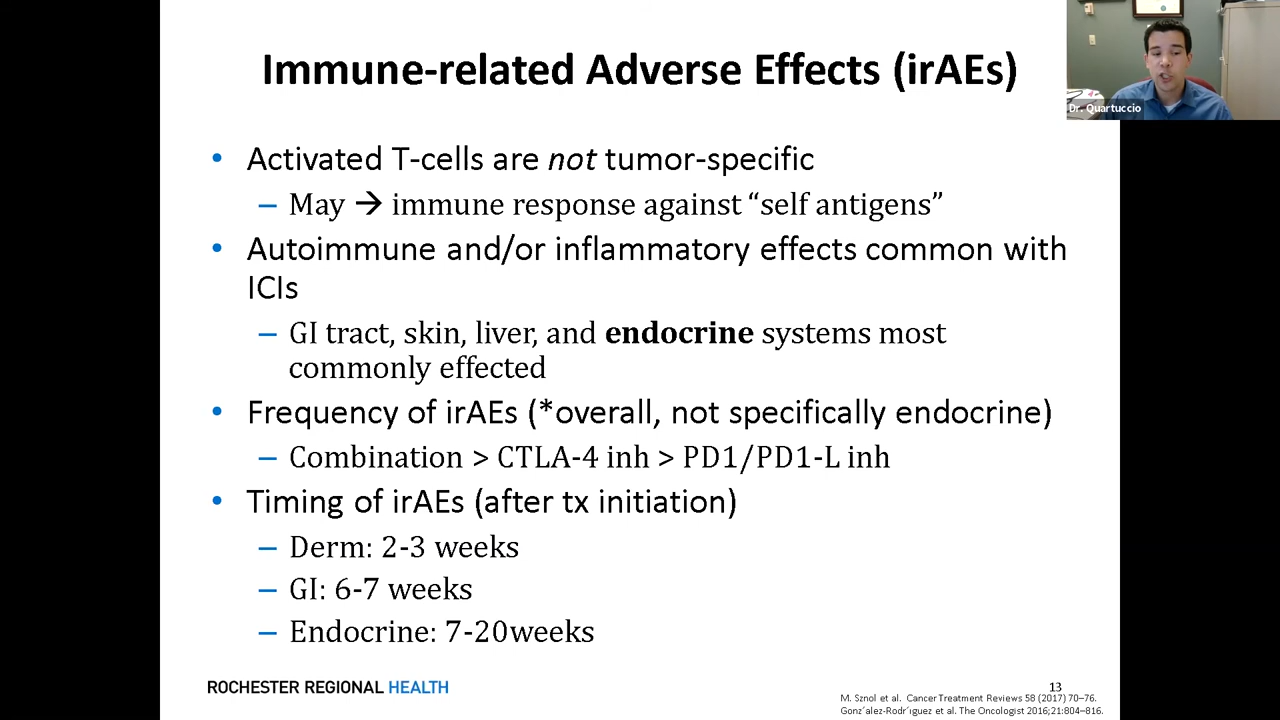 Immune-related Adverse Effects (irAEs)
Dr. Quartuccio
• Activated T-cells are not tumor-specific
– May → immune response against “self antigens”
• Autoimmune and/or inflammatory effects common with
ICIs
– GI tract, skin, liver, and endocrine systems most
commonly effected
• Frequency of irAEs (*overall, not specifically endocrine)
– Combination > CTLA-4 inh > PD1/PD1-L inh
• Timing of irAEs (after tx initiation)
– Derm: 2-3 weeks
– GI: 6-7 weeks
– Endocrine: 7-20weeks
ROCHESTER REGIONAL HEALTH
13
M. Sznol et al. Cancer Treatment Reviews 58 (2017) 70–76.
Gonz´alez-Rodr´ıguez et al. The Oncologist 2016;21:804–816.